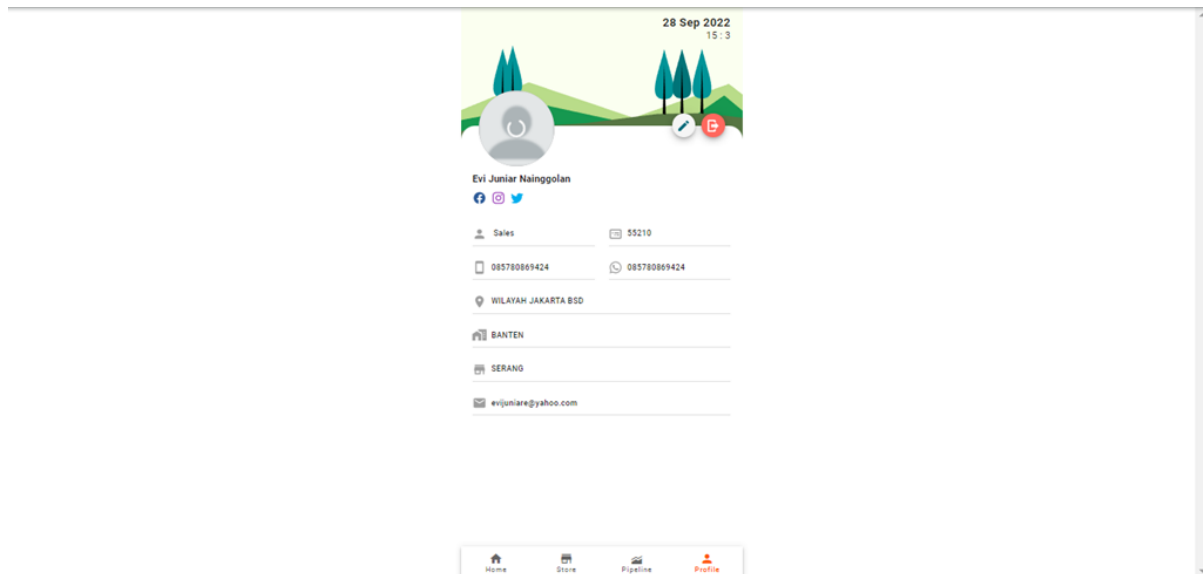 28 Sep 2022
15 : 3
Evi Juniar Nainggolan
Sales
55210
085780869424
085780869424
WILAYAH JAKARTA BSD
BANTEN
SERANG
evijuniare@yahoo.com
Home
Store
Pipeline
Profile